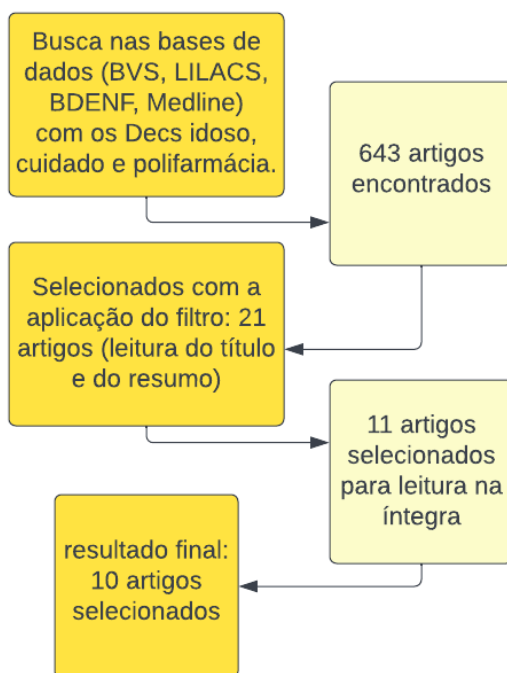 Busca nas bases de
dados (BVS, LILACS,
BDENF, Medline)
com os Decs idoso,
cuidado e polifarmácia.
643 artigos
encontrados
Selecionados com a
aplicação do filtro: 21
artigos (leitura do título
e do resumo)
11 artigos
selecionados
para leitura na
íntegra
resultado final:
10 artigos
selecionados